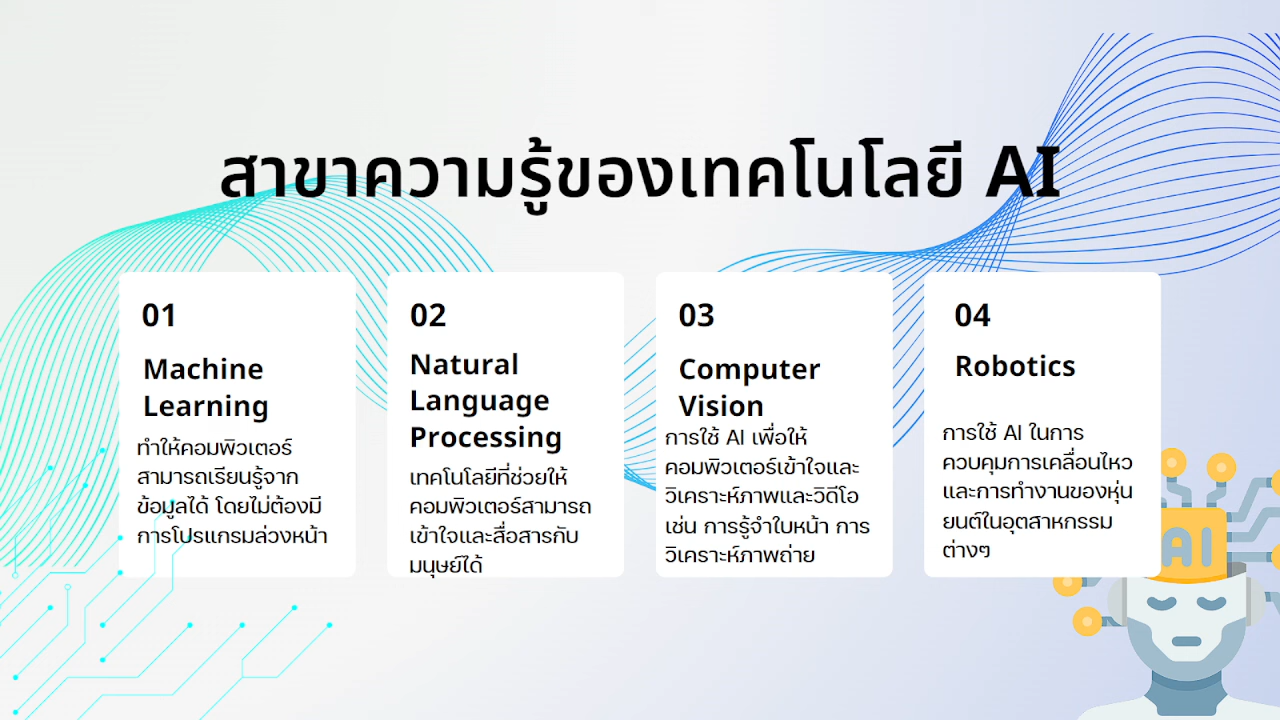 สาขาความรู้ของเทคโนโลยี AI
01
Machine
Learning
ทำให้คอมพิวเตอร์
สามารถเรียนรู้จาก
ข้อมูลได้ โดยไม่ต้องมี
การโปรแกรมล่วงหน้า
02
Natural
Language
Processing
เทคโนโลยีที่ช่วยให้
คอมพิวเตอร์สามารถ
เข้าใจและสื่อสารกับ
มนุษย์ได้
03
Computer
Vision
การใช้ AI เพื่อให้
คอมพิวเตอร์เข้าใจและ
วิเคราะห์ภาพและวิดีโอ
เช่น การรู้จำใบหน้า การ
วิเคราะห์ภาพถ่าย
04
Robotics
การใช้ AI ในการ
ควบคุมการเคลื่อนไหว
และการทำงานของหุ่น
ยนต์ในอุตสาหกรรม
ต่างๆ
AI